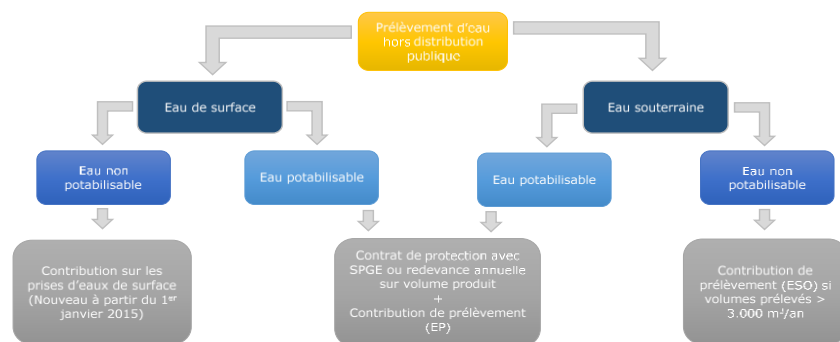 Prélèvement d'eau
hors distribution
publique
Eau de surface
Eau souterraine
Eau non
potabilisable
Eau potabilisable
Eau potabilisable
Eau non
potabilisable
Contribution sur les
prises d'eaux de surface
(Nouveau à partir du 1er
janvier 2015)
Contrat de protection avec
SPGE ou redevance annuelle
sur volume produit
+
Contribution de prélèvement
(EP)
Contribution de
prélèvement (ESO) si
volumes prélevés >
3.000 m³/an